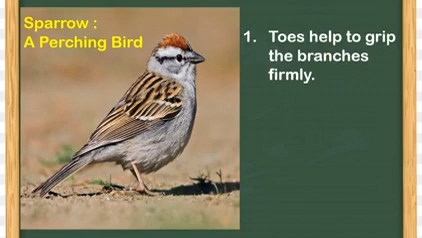 Sparrow :
A Perching Bird
1. Toes help to grip
the branches
firmly.